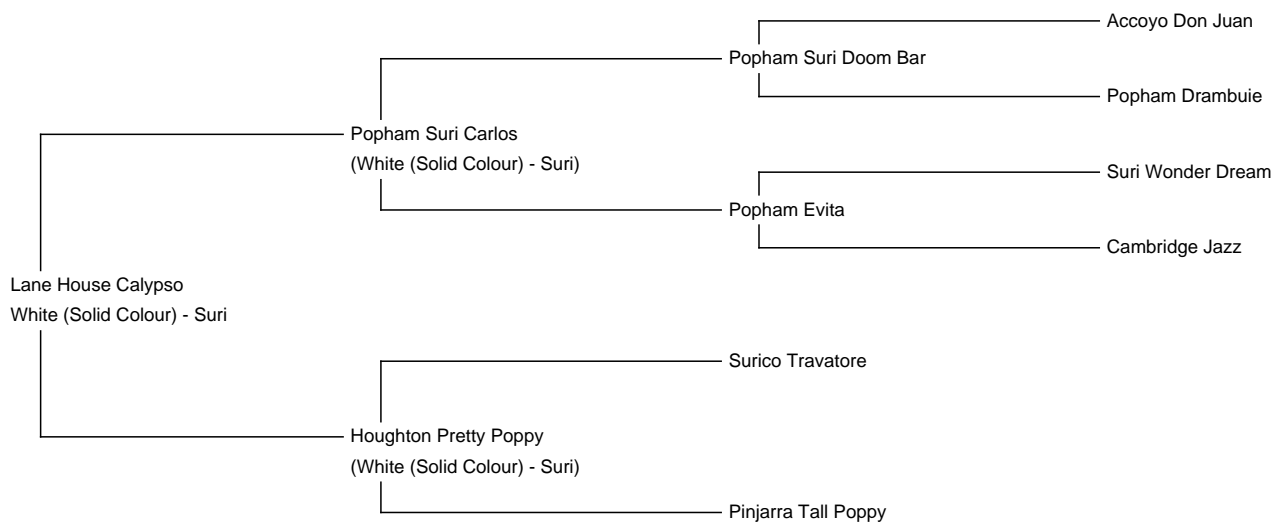 Accoyo Don Juan
Popham Suri Doom Bar
Popham Drambuie
Popham Suri Carlos
(White (Solid Colour) - Suri)
Suri Wonder Dream
Popham Evita
Cambridge Jazz
Lane House Calypso
White (Solid Colour) - Suri
Surico Travatore
Houghton Pretty Poppy
(White (Solid Colour) - Suri)
Pinjarra Tall Poppy